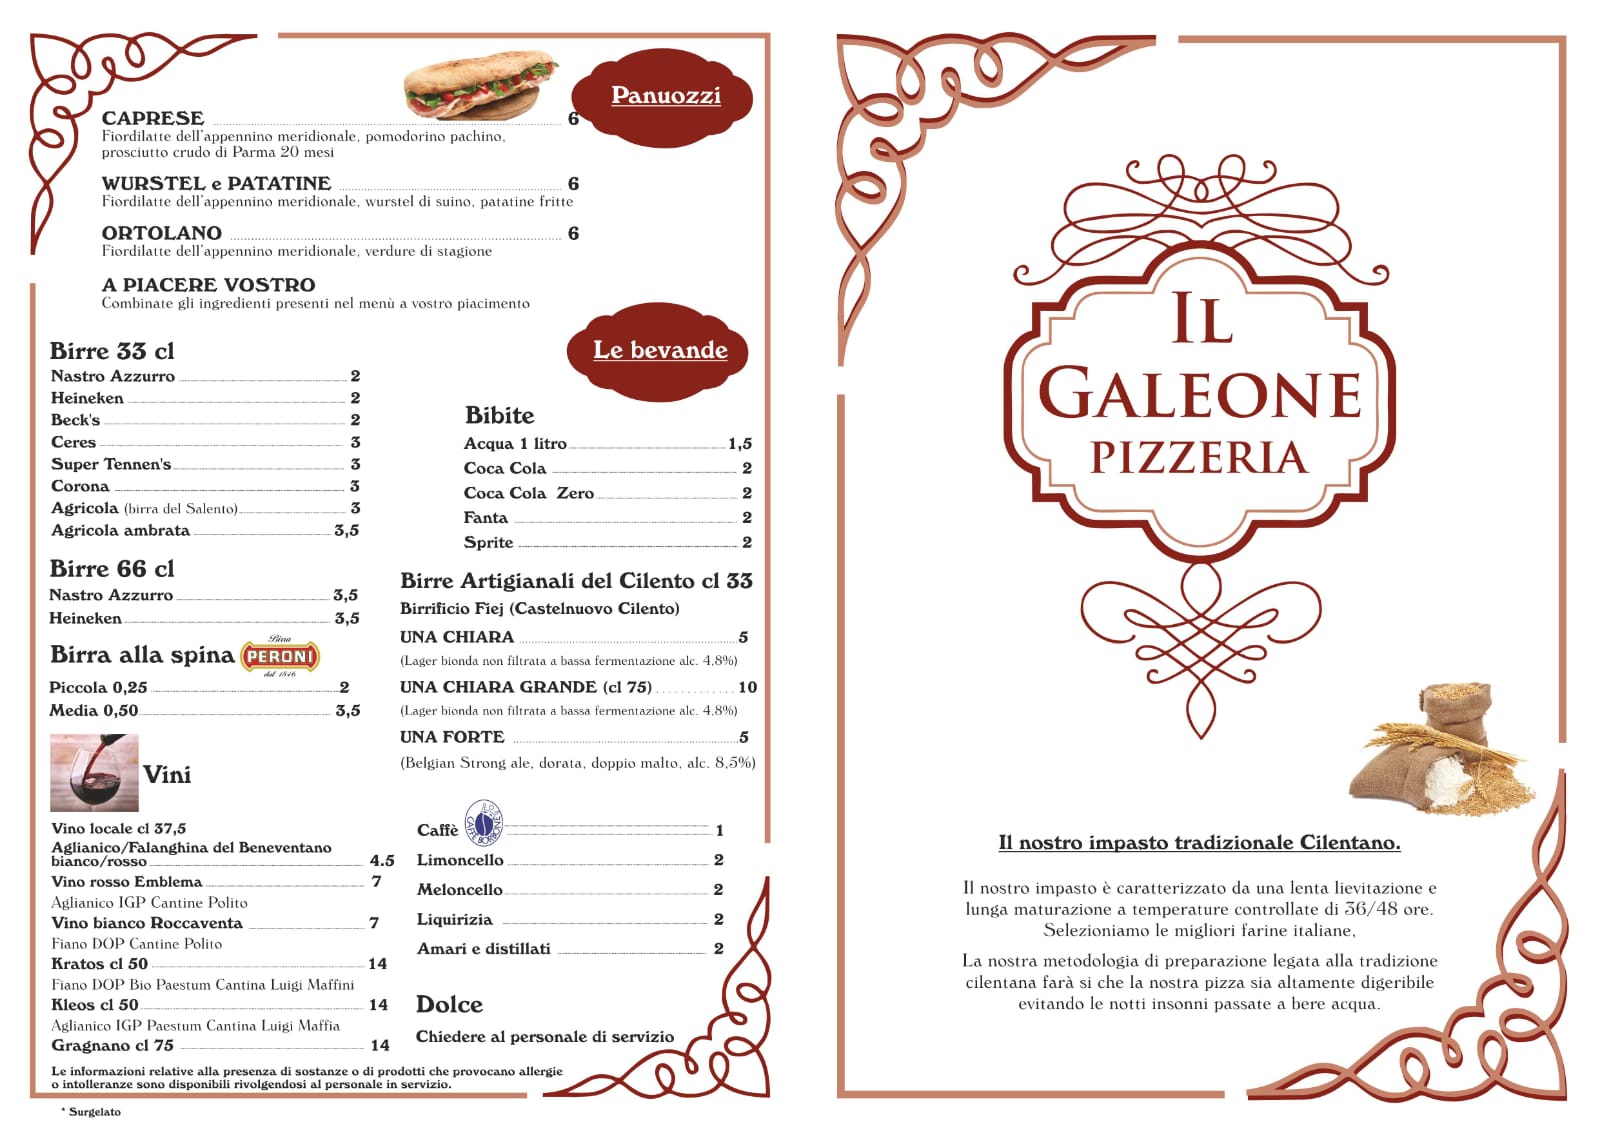 Panuozzi
CAPRESE 6
Fiordilatte dell'appennino meridionale, pomodorino pachino,
prosciutto crudo di Parma 20 mesi
WURSTEL e PATATINE 6
Fiordilatte dell'appennino meridionale, wurstel di suino, patatine fritte
ORTOLANO 6
Fiordilatte dell'appennino meridionale, verdure di stagione
A PIACERE VOSTRO
Combinate gli ingredienti presenti nel menù a vostro piacimento
Le bevande
Birre 33 cl
Nastro Azzurro 2
Heineken 2
Beck's 2
Ceres 3
Super Tennen's 3
Corona 3
Agricola (birra del Salento) 3
Agricola ambrata 3,5
Birre 66 cl
Nastro Azzurro 3,5
Heineken 3,5
Birra alla spina
Birra
PERONI
dal 1846
Piccola 0,25 2
Media 0,50 3,5
Vini
Vino locale cl 37,5
Aglianico/Falanghina del Beneventano
bianco/rosso 4.5
Vino rosso Emblema 7
Aglianico IGP Cantine Polito
Vino bianco Roccaventa 7
Fiano DOP Cantine Polito
Kratos cl 50 14
Fiano DOP Bio Paestum Cantina Luigi Maffini
Kleos cl 50 14
Aglianico IGP Paestum Cantina Luigi Maffia
Gragnano cl 75 14
Bibite
Acqua 1 litro 1,5
Coca Cola 2
Coca Cola Zero 2
Fanta 2
Sprite 2
Birre Artigianali del Cilento cl 33
Birrificio Fiej (Castelnuovo Cilento)
UNA CHIARA 5
(Lager bionda non filtrata a bassa fermentazione alc. 4,8%)
UNA CHIARA GRANDE (cl 75) 10
(Lager bionda non filtrata a bassa fermentazione alc. 4,8%)
UNA FORTE 5
(Belgian Strong ale, dorata, doppio malto, alc. 8,5%)
Caffè 1
CAFFÈ BORBONE
Limoncello 2
Meloncello 2
Liquirizia 2
Amari e distillati 2
Dolce
Chiedere al personale di servizio
Le informazioni relative alla presenza di sostanze o di prodotti che provocano allergie
o intolleranze sono disponibili rivolgendosi al personale in servizio.
* Surgelato
IL
GALEONE
PIZZERIA
Il nostro impasto tradizionale Cilentano.
Il nostro impasto è caratterizzato da una lenta lievitazione e
lunga maturazione a temperature controllate di 36/48 ore.
Selezioniamo le migliori farine italiane,
La nostra metodologia di preparazione legata alla tradizione
cilentana farà si che la nostra pizza sia altamente digeribile
evitando le notti insonni passate a bere acqua.